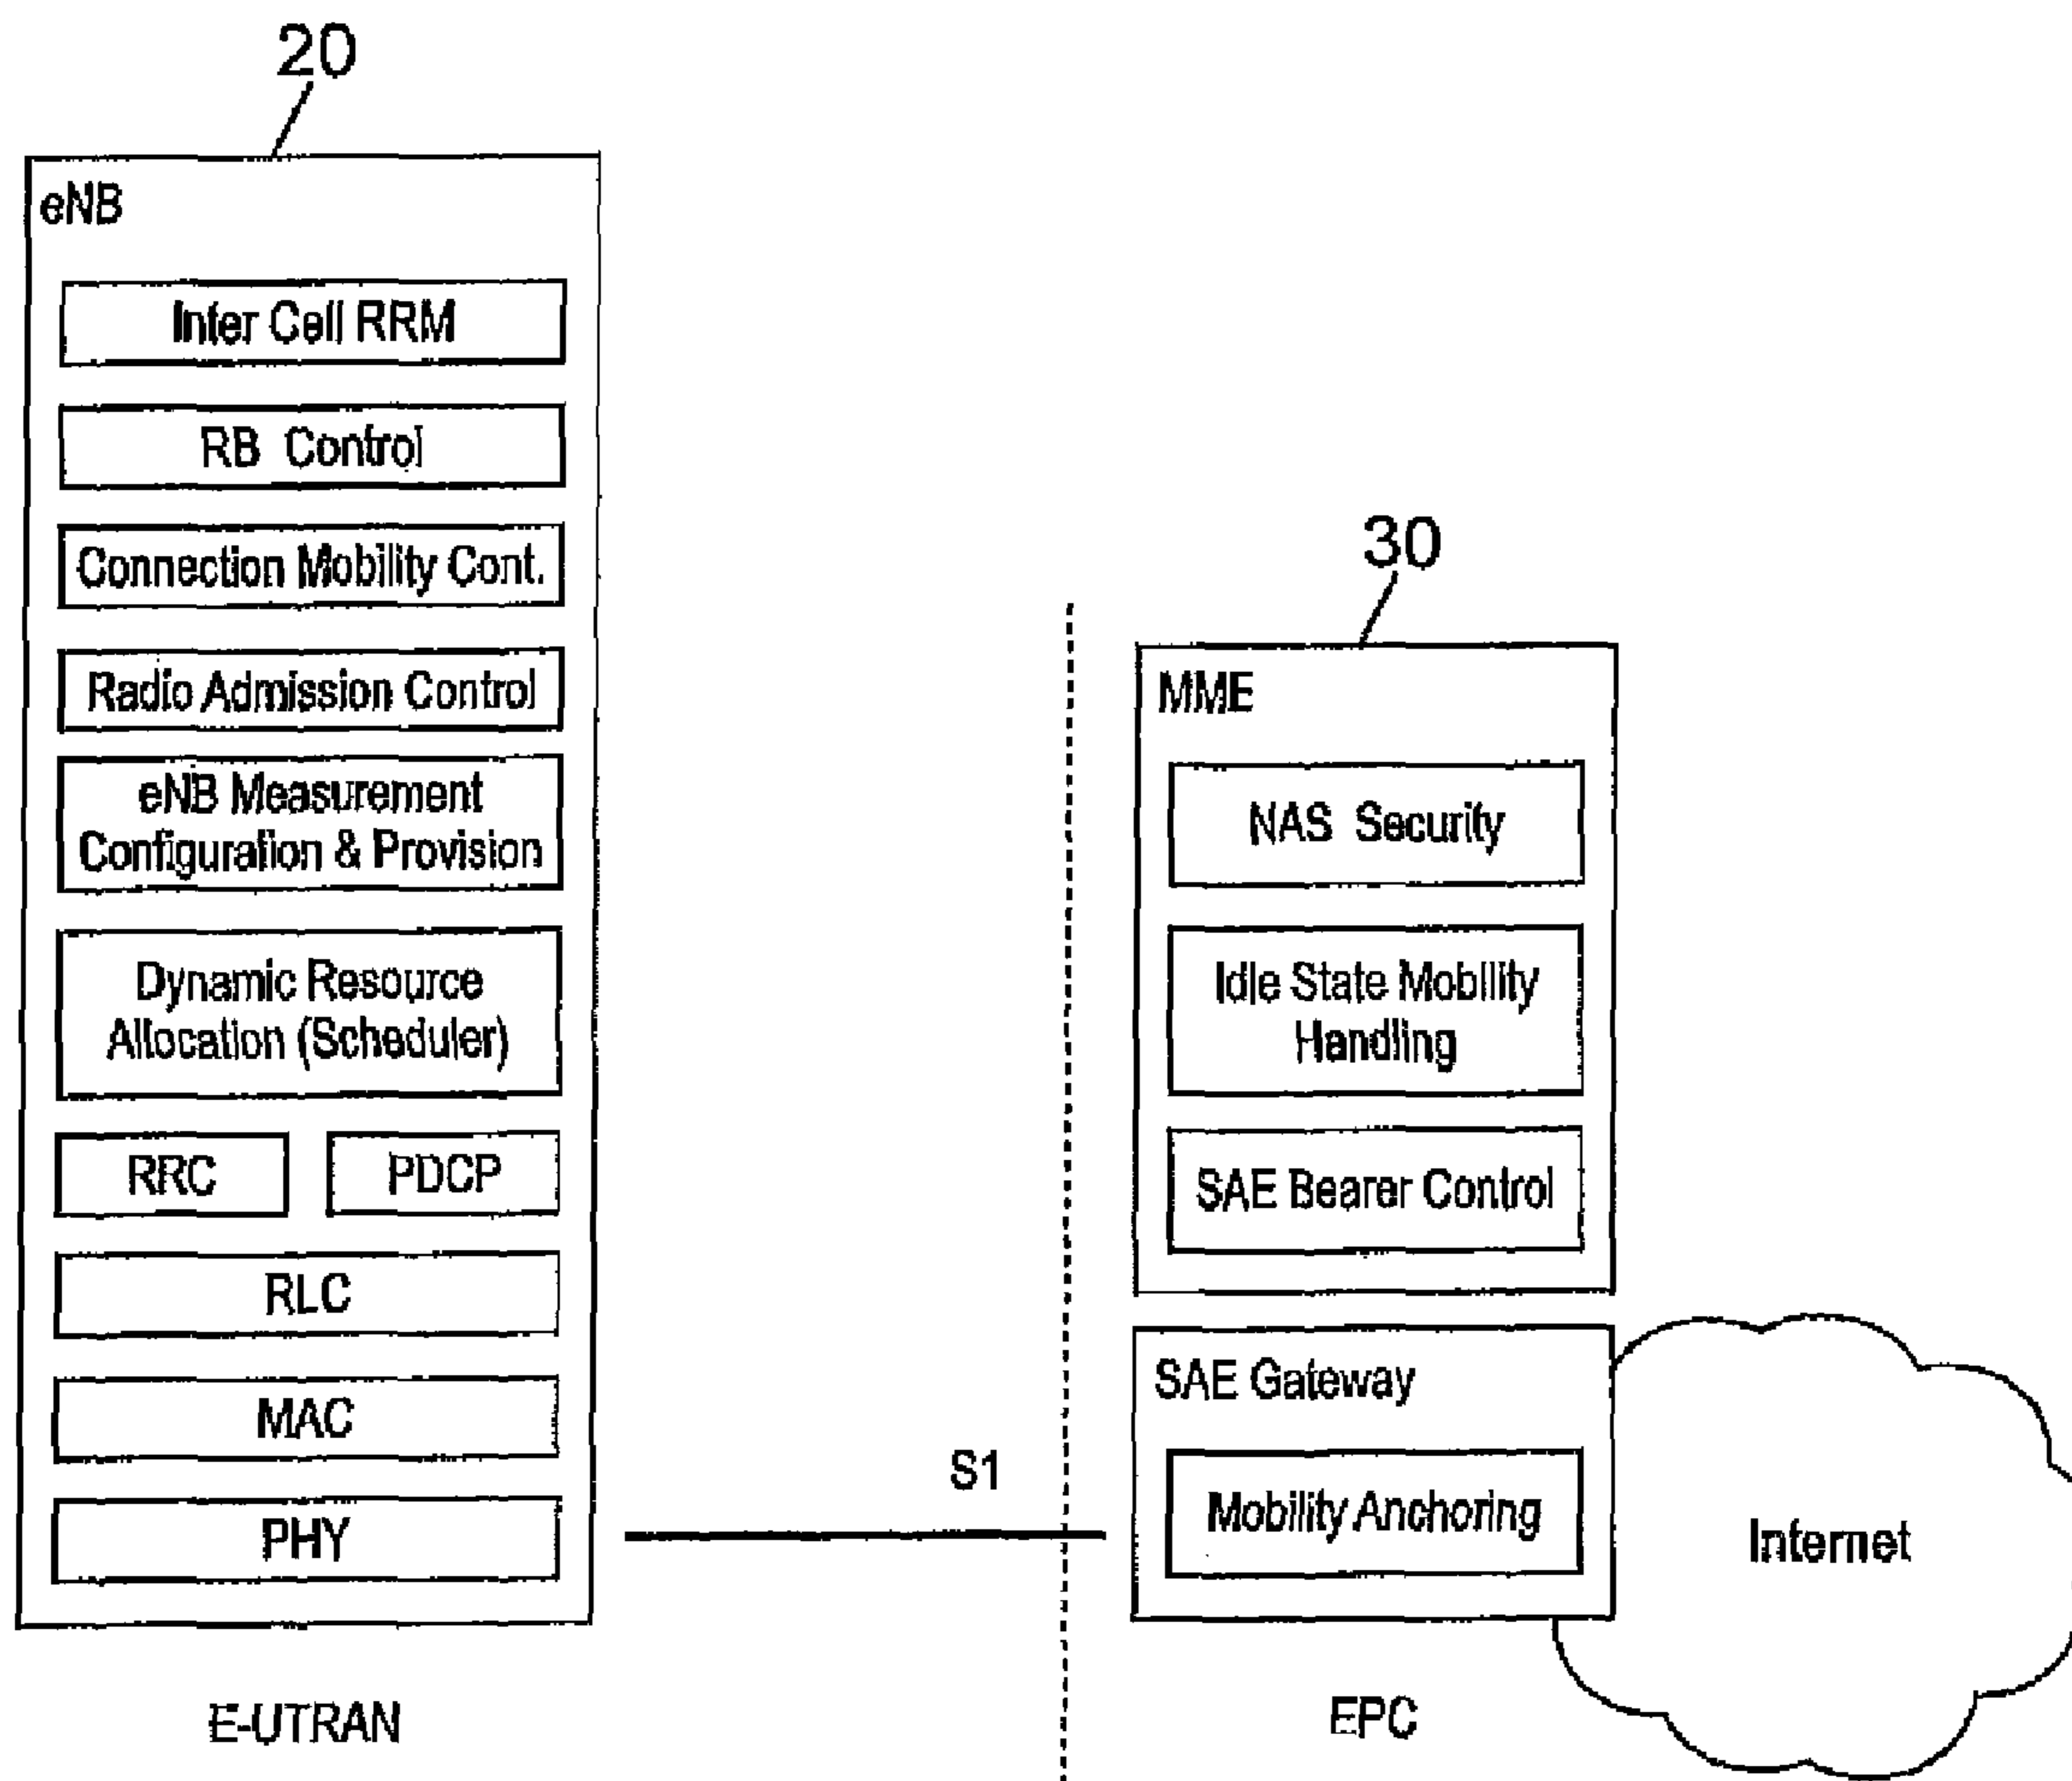 20
eNB
Inter Cell RRM
RB Control
Connection Mobility Cont.
Radio Admission Control
eNB Measurement
Configuration & Provision
Dynamic Resource
Allocation (Scheduler)
RRC
PDCP
RLC
MAC
PHY
E-UTRAN
S1
30
MME
NAS Security
Idle State Mobility
Handling
SAE Bearer Control
SAE Gateway
Mobility Anchoring
EPC
Internet